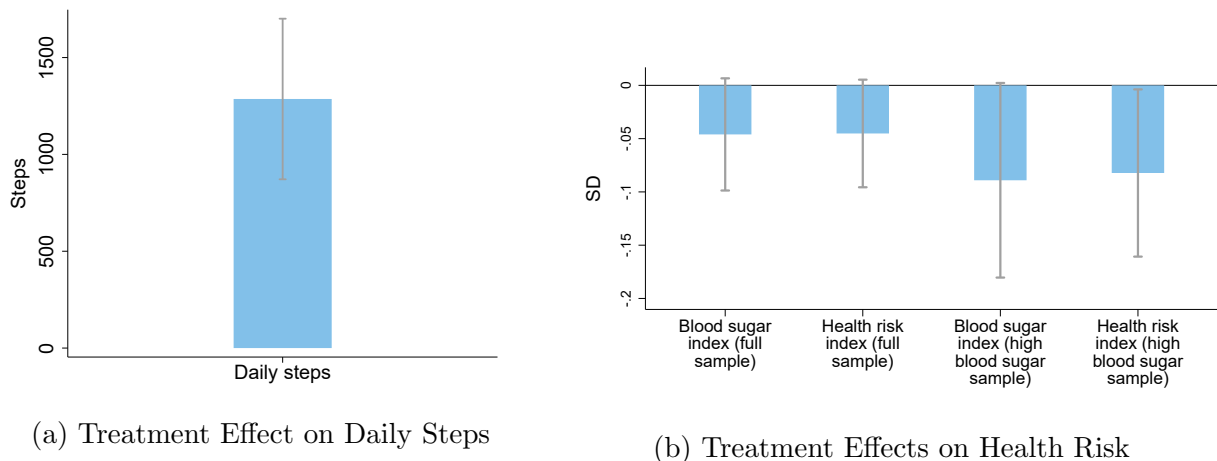 Steps
1500
1000
500
0
Daily steps
(a) Treatment Effect on Daily Steps
SD
0
-.05
-.1
-.15
-.2
Blood sugar
index (full
sample)
Health risk
index (full
sample)
Blood sugar
index (high
blood sugar
sample)
Health risk
index (high
blood sugar
sample)
(b) Treatment Effects on Health Risk